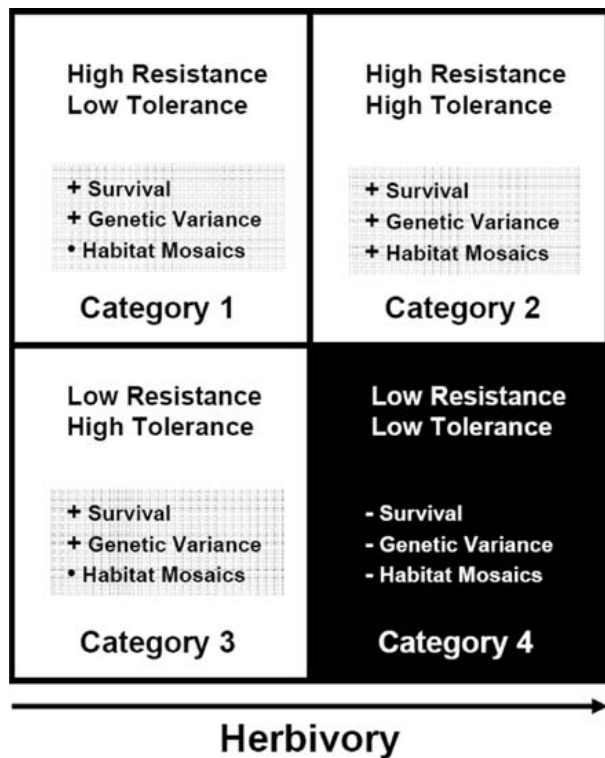 High Resistance
Low Tolerance
+ Survival
+ Genetic Variance
• Habitat Mosaics
Category 1
High Resistance
High Tolerance
+ Survival
+ Genetic Variance
+ Habitat Mosaics
Category 2
Low Resistance
High Tolerance
+ Survival
+ Genetic Variance
• Habitat Mosaics
Category 3
Low Resistance
Low Tolerance
- Survival
- Genetic Variance
- Habitat Mosaics
Category 4
Herbivory